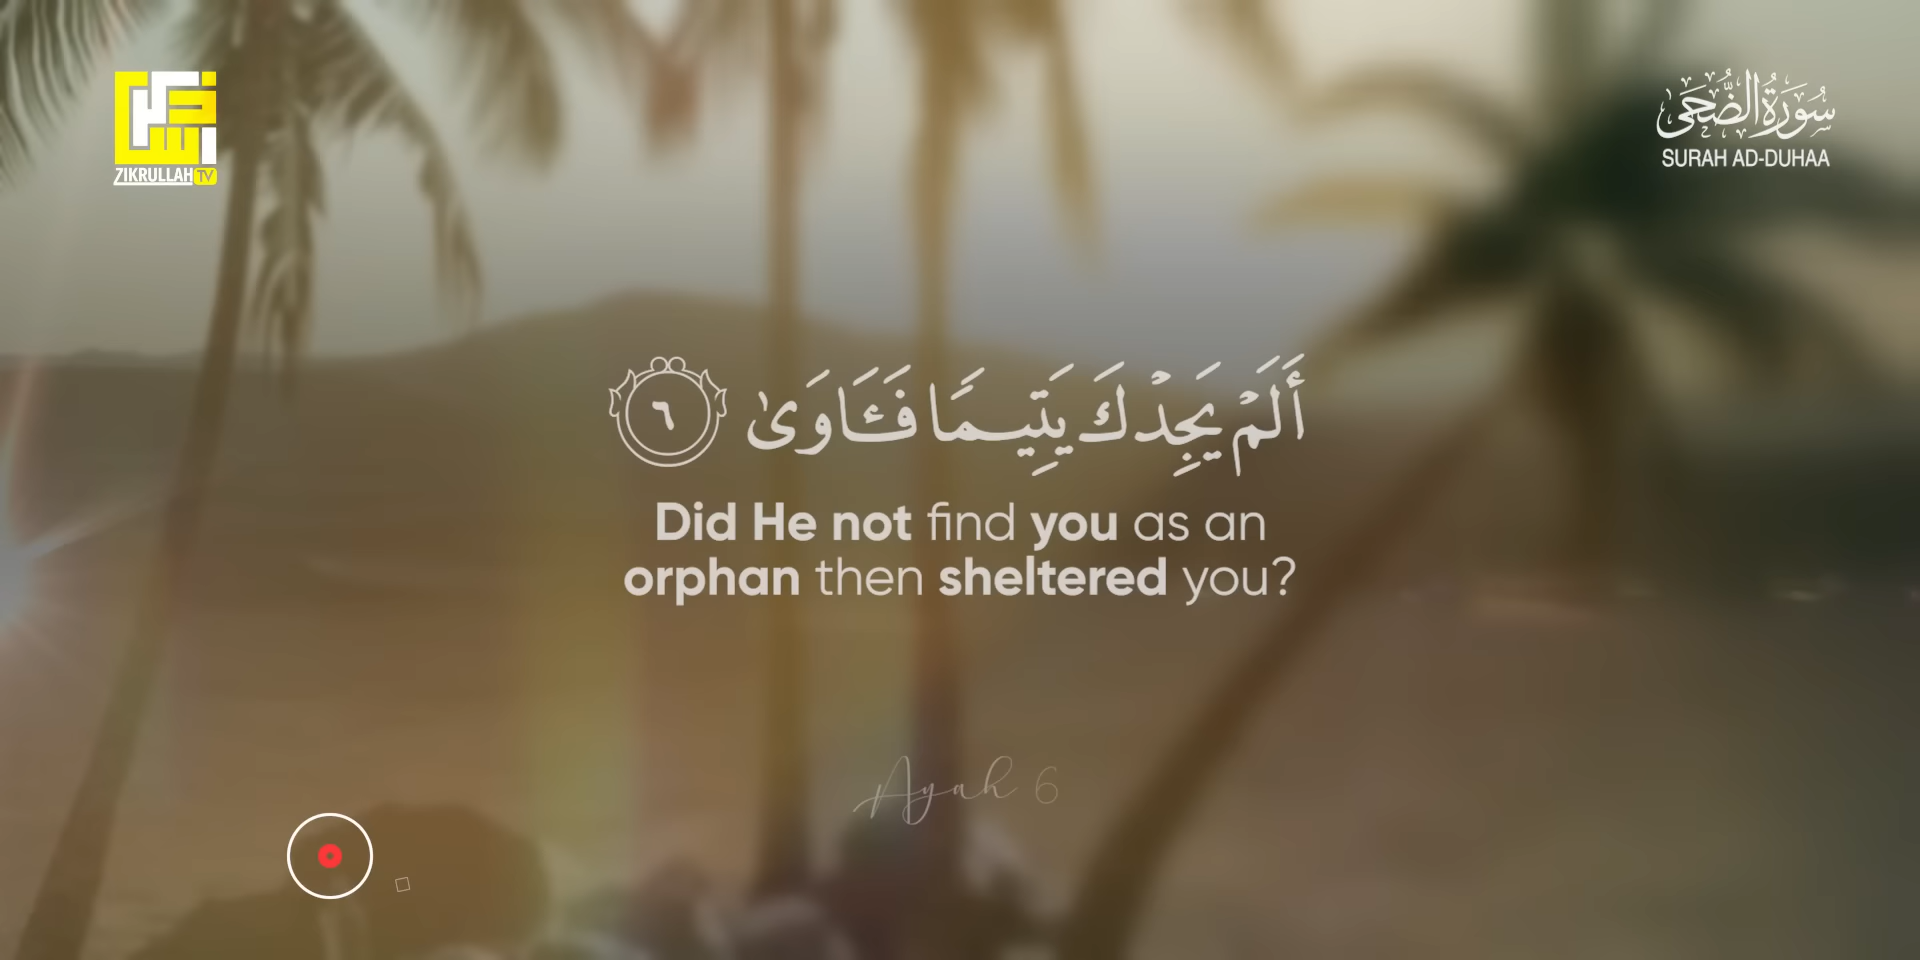 ZIKRULLAH TV
سُورَةُ الضُّحَى
SURAH AD-DUHAA
أَلَمْ يَجِدْكَ يَتِيمًا فَـَٔاوَىٰ ٦
Did He not find you as an
orphan then sheltered you?
Ayah 6